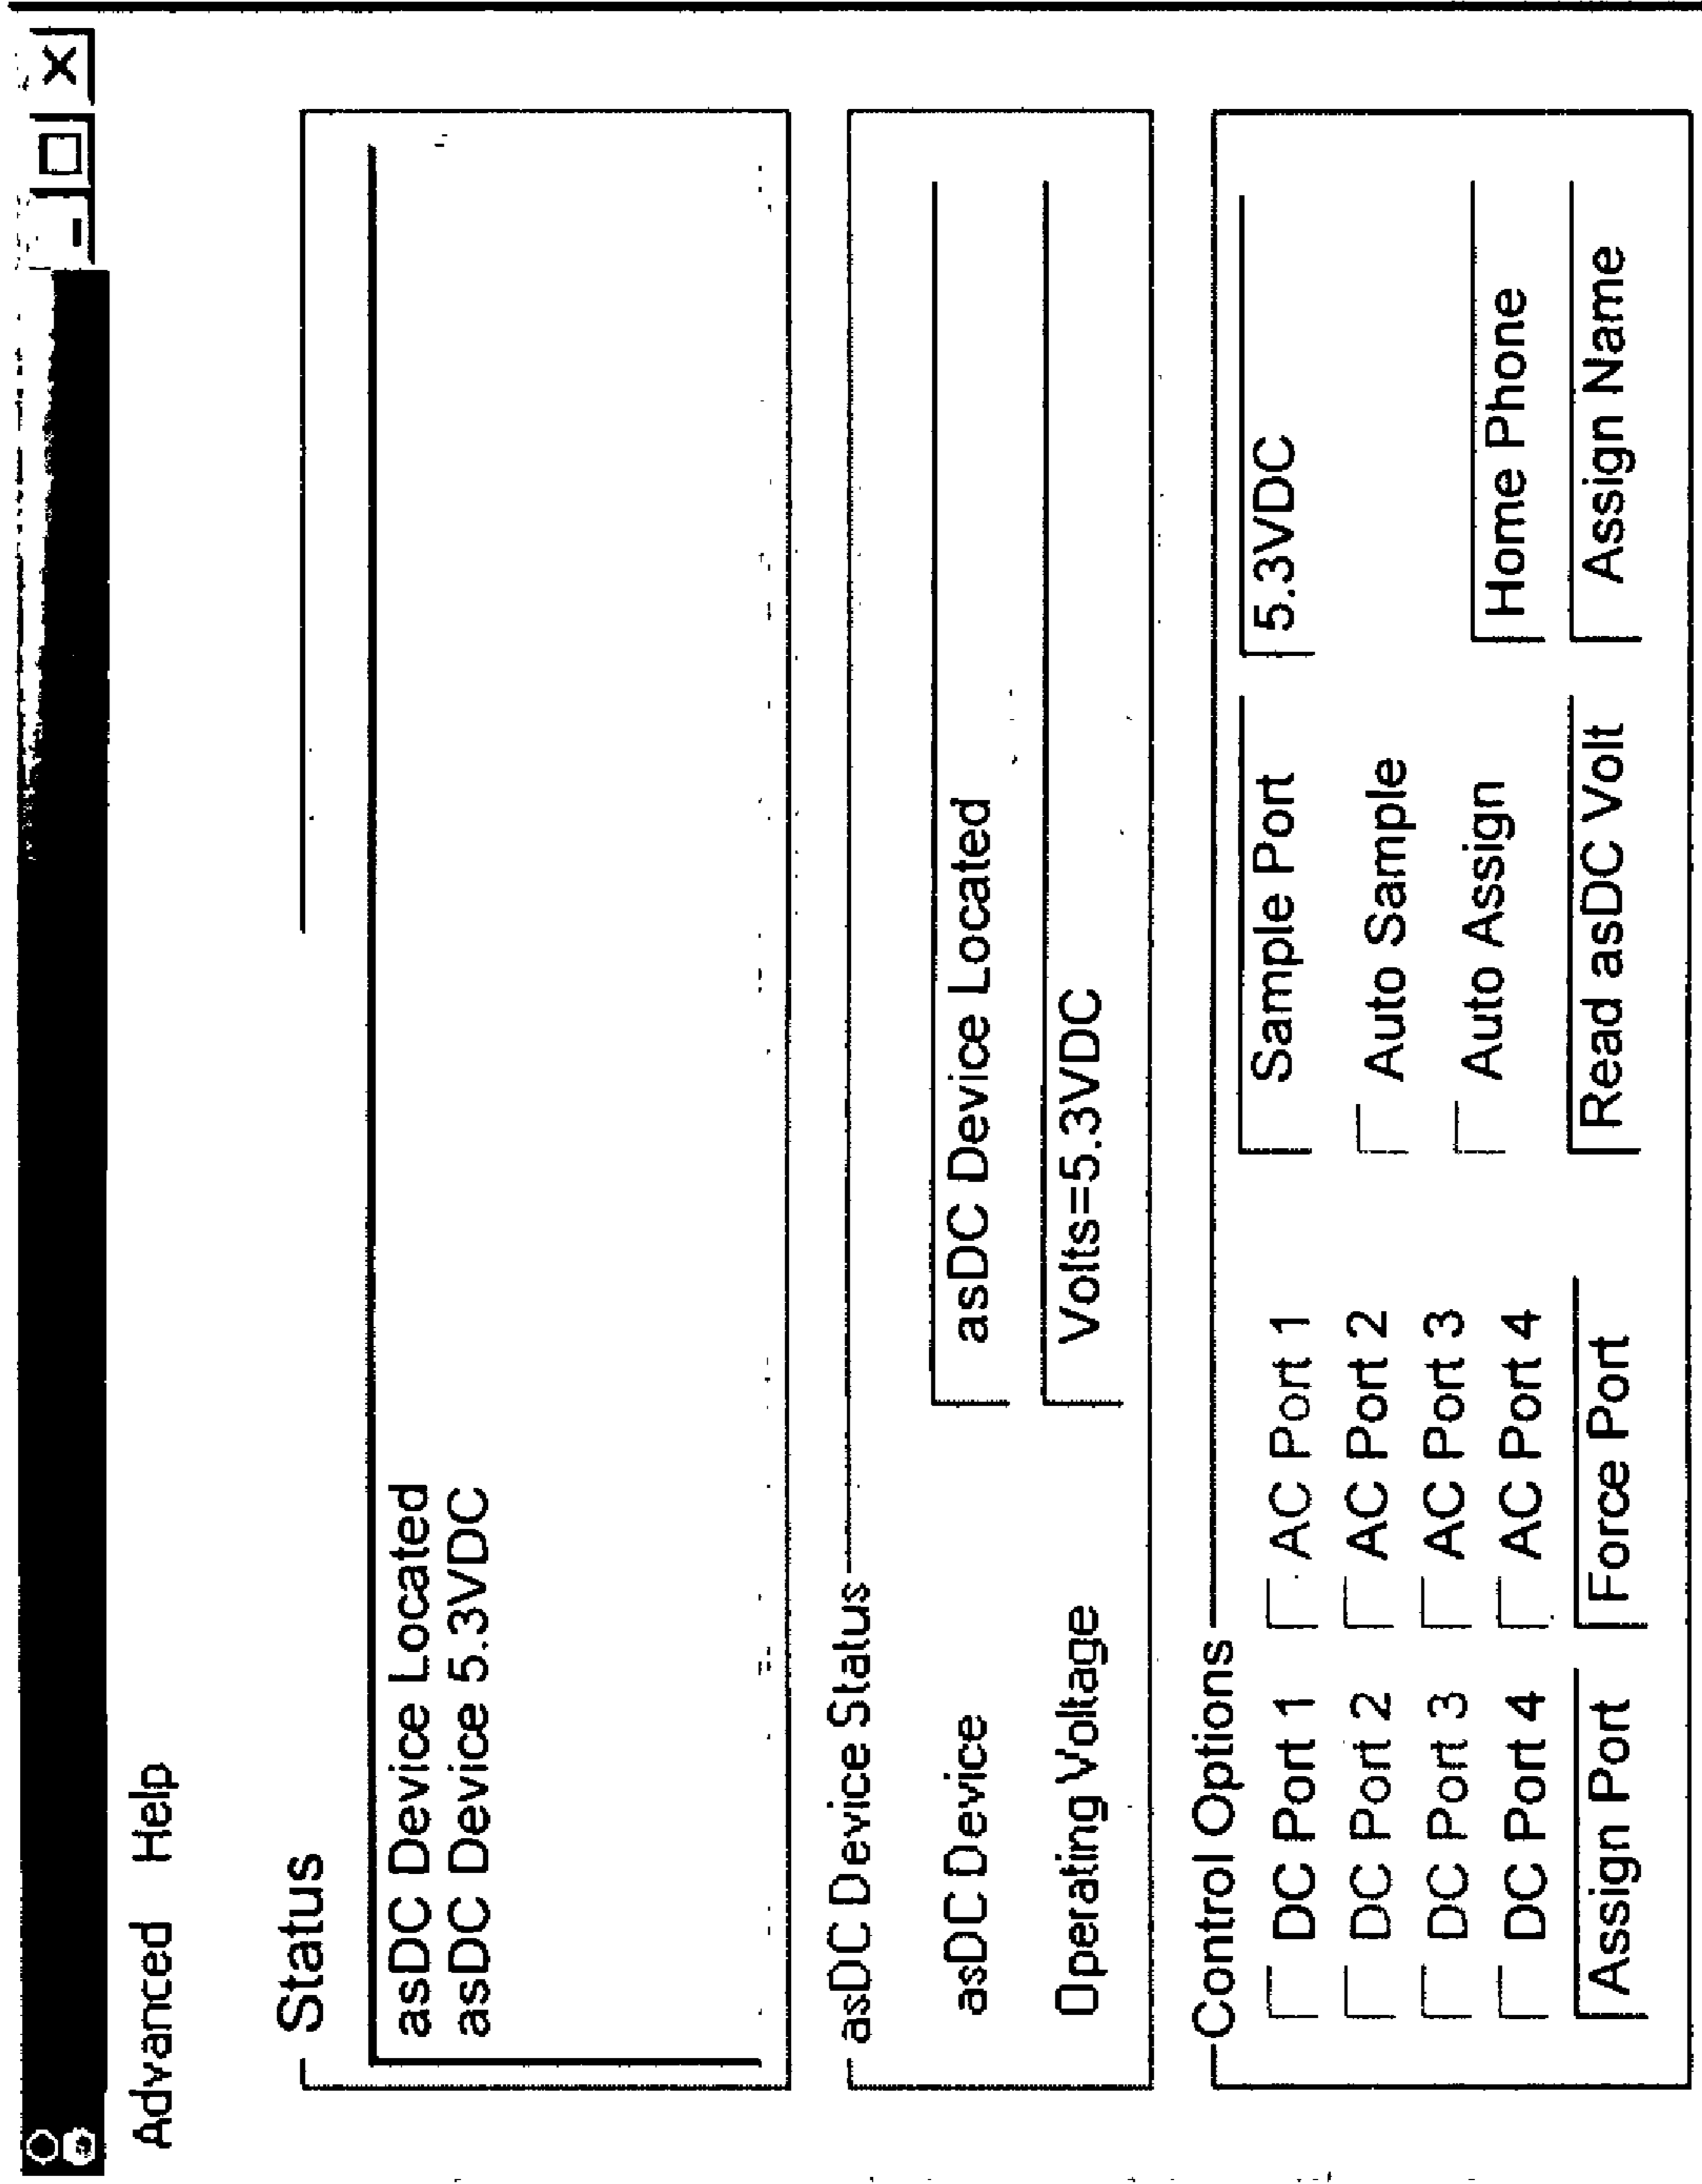 Advanced Help
Status
asDC Device Located
asDC Device 5.3VDC
asDC Device Status
asDC Device asDC Device Located
Operating Voltage Volts=5.3VDC
Control Options
DC Port 1 AC Port 1 Sample Port 5.3VDC
DC Port 2 AC Port 2 Auto Sample
DC Port 3 AC Port 3 Auto Assign
DC Port 4 AC Port 4 Home Phone
Assign Port Force Port Read asDC Volt Assign Name